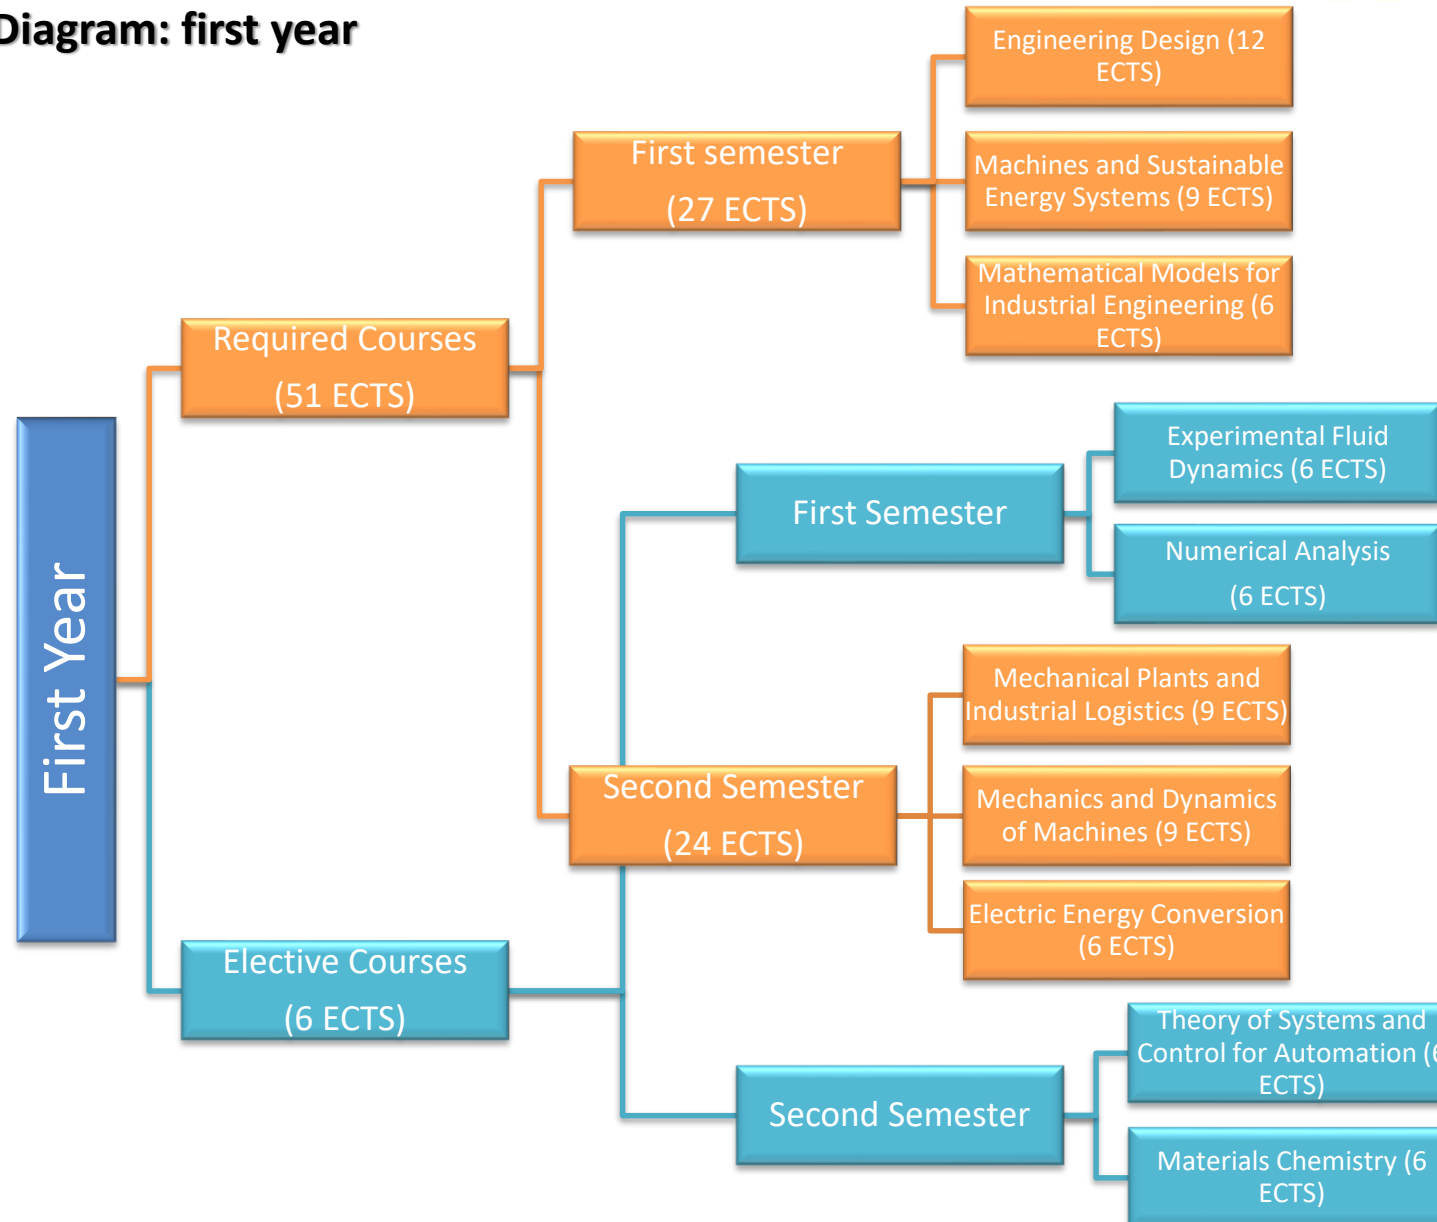 Diagram: first year
Engineering Design (12
ECTS)
First semester
(27 ECTS)
Machines and Sustainable
Energy Systems (9 ECTS)
Mathematical Models for
Industrial Engineering (6
ECTS)
Required Courses
(51 ECTS)
Experimental Fluid
Dynamics (6 ECTS)
First Semester
Numerical Analysis
(6 ECTS)
First Year
Mechanical Plants and
Industrial Logistics (9 ECTS)
Second Semester
(24 ECTS)
Mechanics and Dynamics
of Machines (9 ECTS)
Electric Energy Conversion
(6 ECTS)
Elective Courses
(6 ECTS)
Theory of Systems and
Control for Automation (6
ECTS)
Second Semester
Materials Chemistry (6
ECTS)